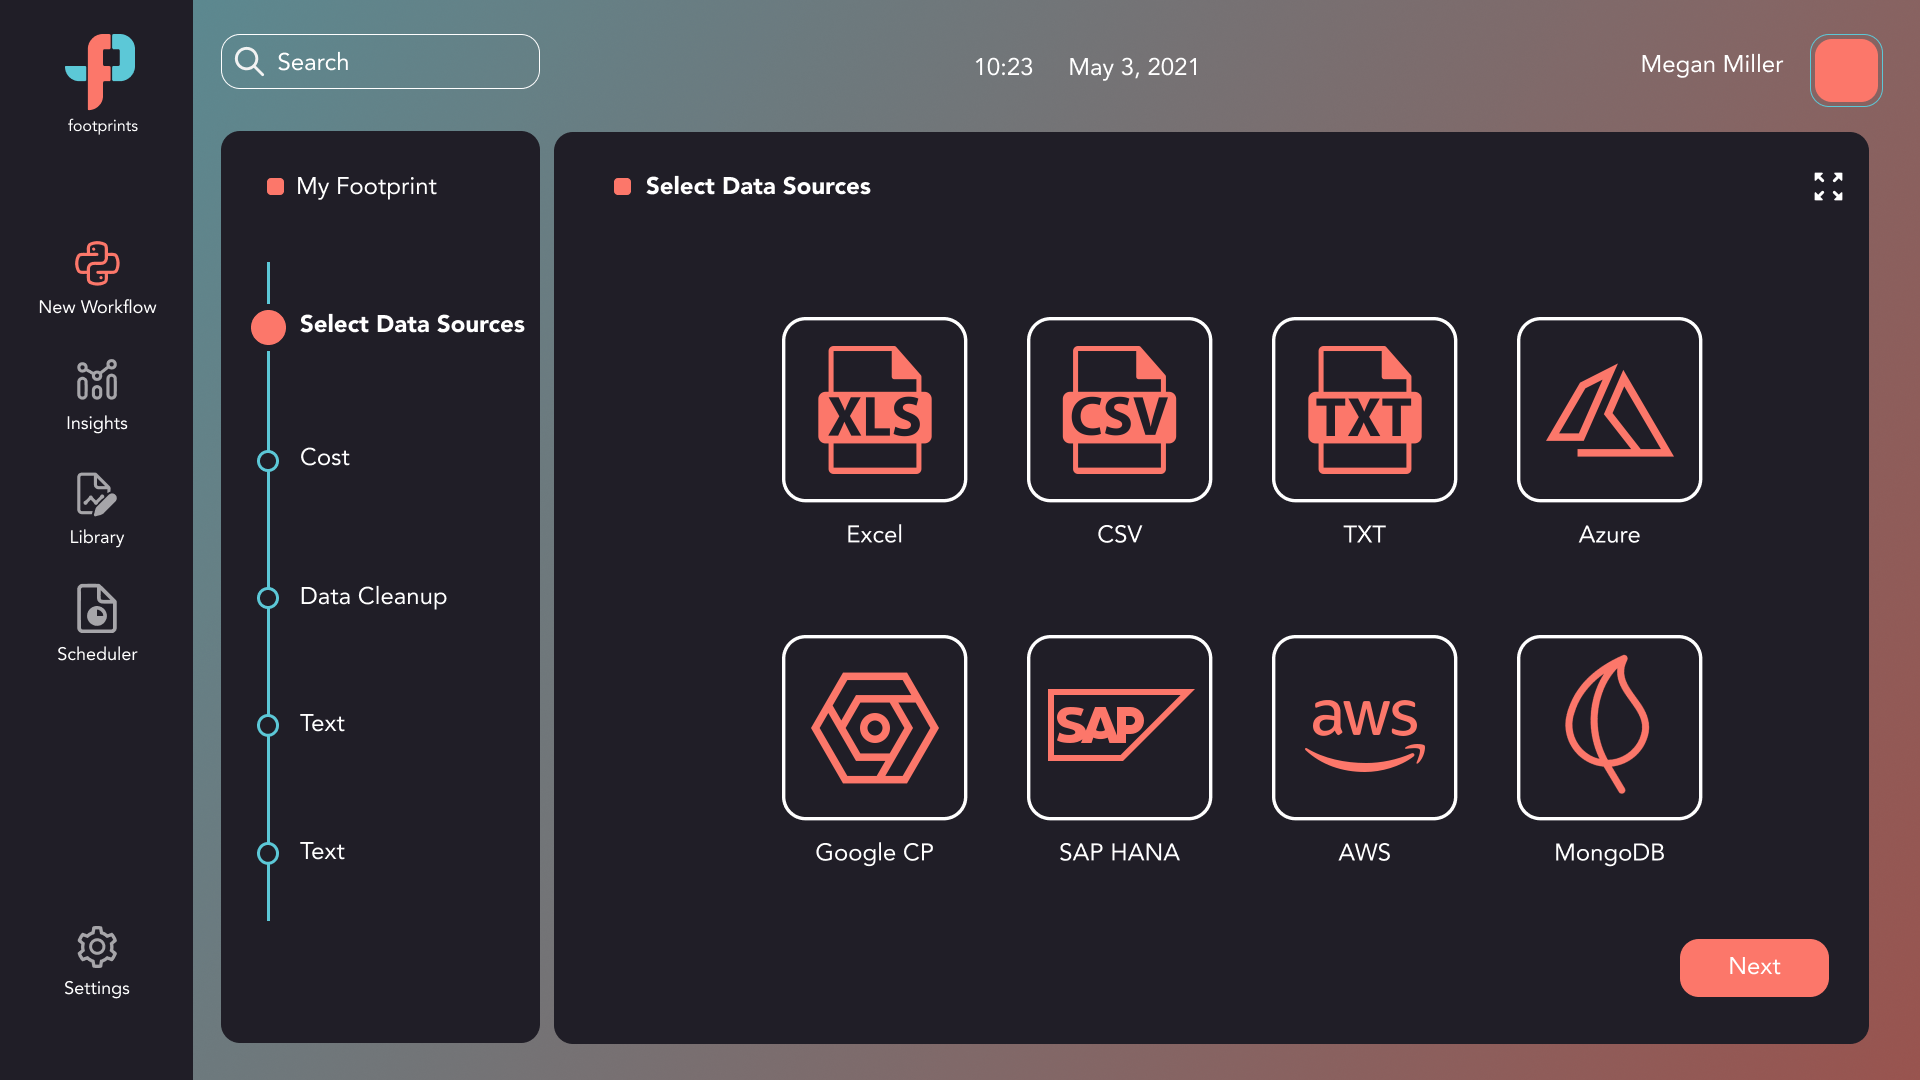 footprints
New Workflow
Insights
Library
Scheduler
Settings
Search
10:23 May 3, 2021
Megan Miller
My Footprint
Select Data Sources
Cost
Data Cleanup
Text
Text
Select Data Sources
XLS
CSV
TXT
Excel
CSV
TXT
Azure
SAP
aws
Google CP
SAP HANA
AWS
MongoDB
Next